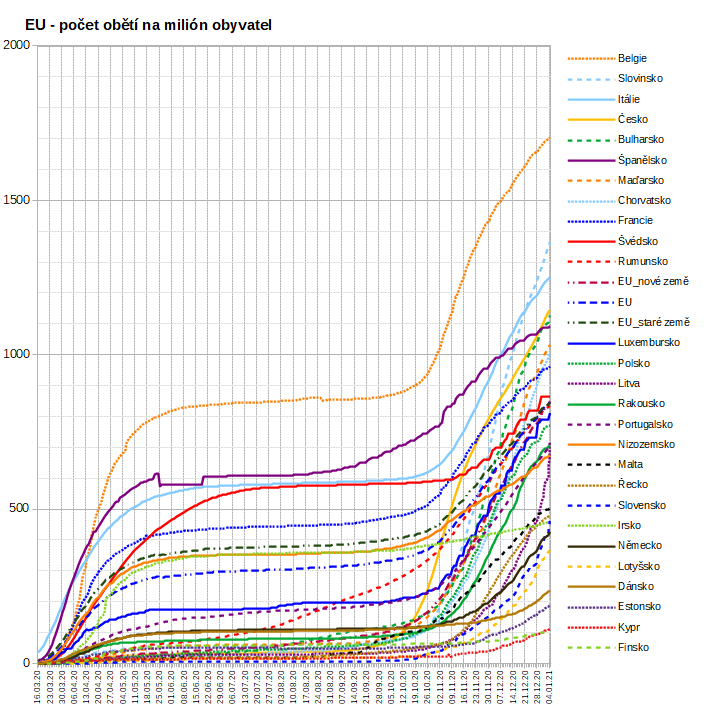 EU - počet obětí na milión obyvatel
2000
1500
1000
500
0
Belgie
Slovinsko
Itálie
Česko
Bulharsko
Španělsko
Maďarsko
Chorvatsko
Francie
Švédsko
Rumunsko
EU_nové země
EU
EU_staré země
Luxembursko
Polsko
Litva
Rakousko
Portugalsko
Nizozemsko
Malta
Řecko
Slovensko
Irsko
Německo
Lotyšsko
Dánsko
Estonsko
Kypr
Finsko
16.03.20
23.03.20
30.03.20
06.04.20
13.04.20
20.04.20
27.04.20
04.05.20
11.05.20
18.05.20
25.05.20
01.06.20
08.06.20
15.06.20
22.06.20
29.06.20
06.07.20
13.07.20
20.07.20
27.07.20
03.08.20
10.08.20
17.08.20
24.08.20
31.08.20
07.09.20
14.09.20
21.09.20
28.09.20
05.10.20
12.10.20
19.10.20
26.10.20
02.11.20
09.11.20
16.11.20
23.11.20
30.11.20
07.12.20
14.12.20
21.12.20
28.12.20
04.01.21